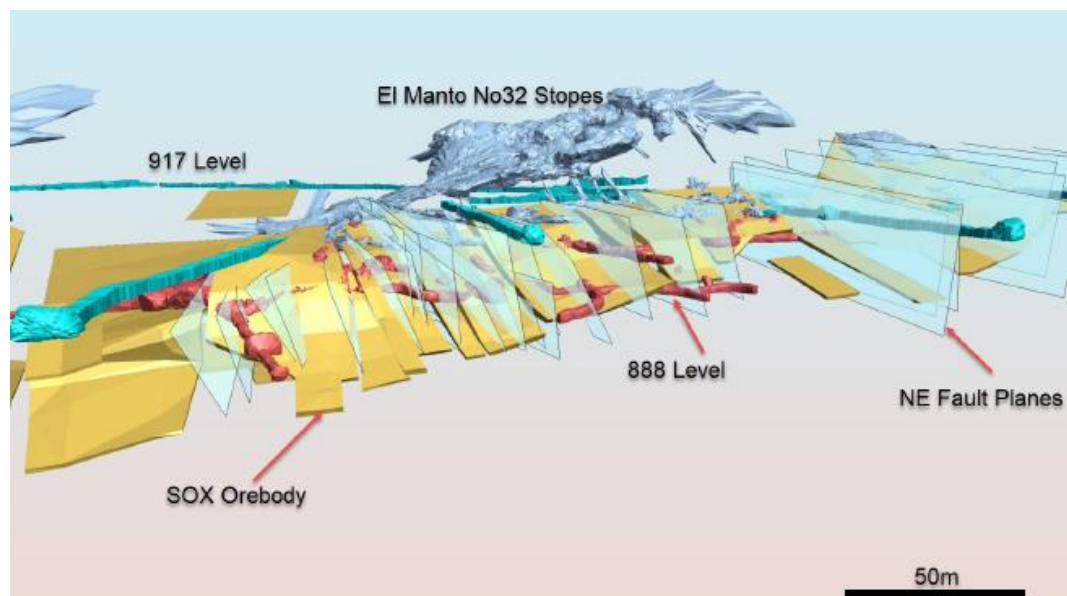 El Manto No32 Stopes
917 Level
888 Level
NE Fault Planes
SOX Orebody
50m